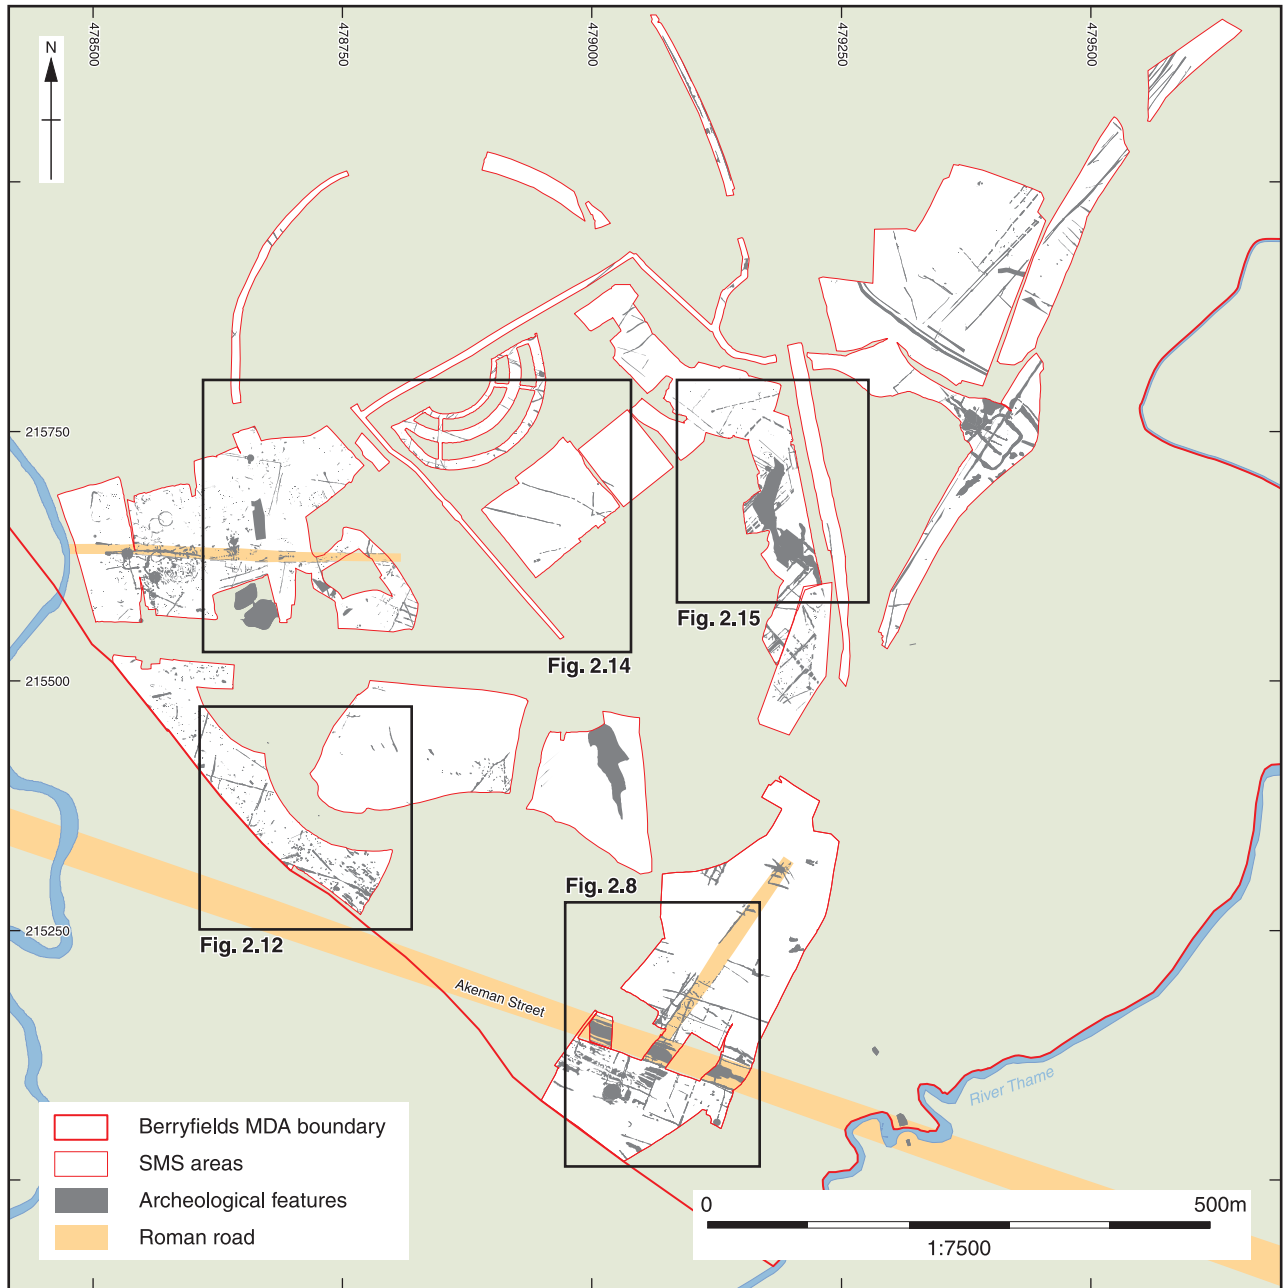 478500
478750
479000
479250
479500
N
215750
Fig. 2.15
Fig. 2.14
215500
Fig. 2.8
215250
Fig. 2.12
Akeman Street
River Thame
Berryfields MDA boundary
SMS areas
Archeological features
Roman road
0
500m
1:7500